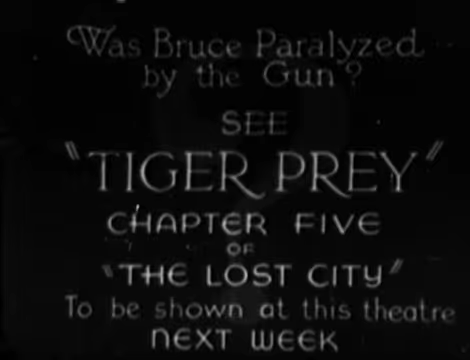 Was Bruce Paralyzed
by the Gun?
SEE
"TIGER PREY"
CHAPTER FIVE
OF
"THE LOST CITY"
To be shown at this theatre
NEXT WEEK